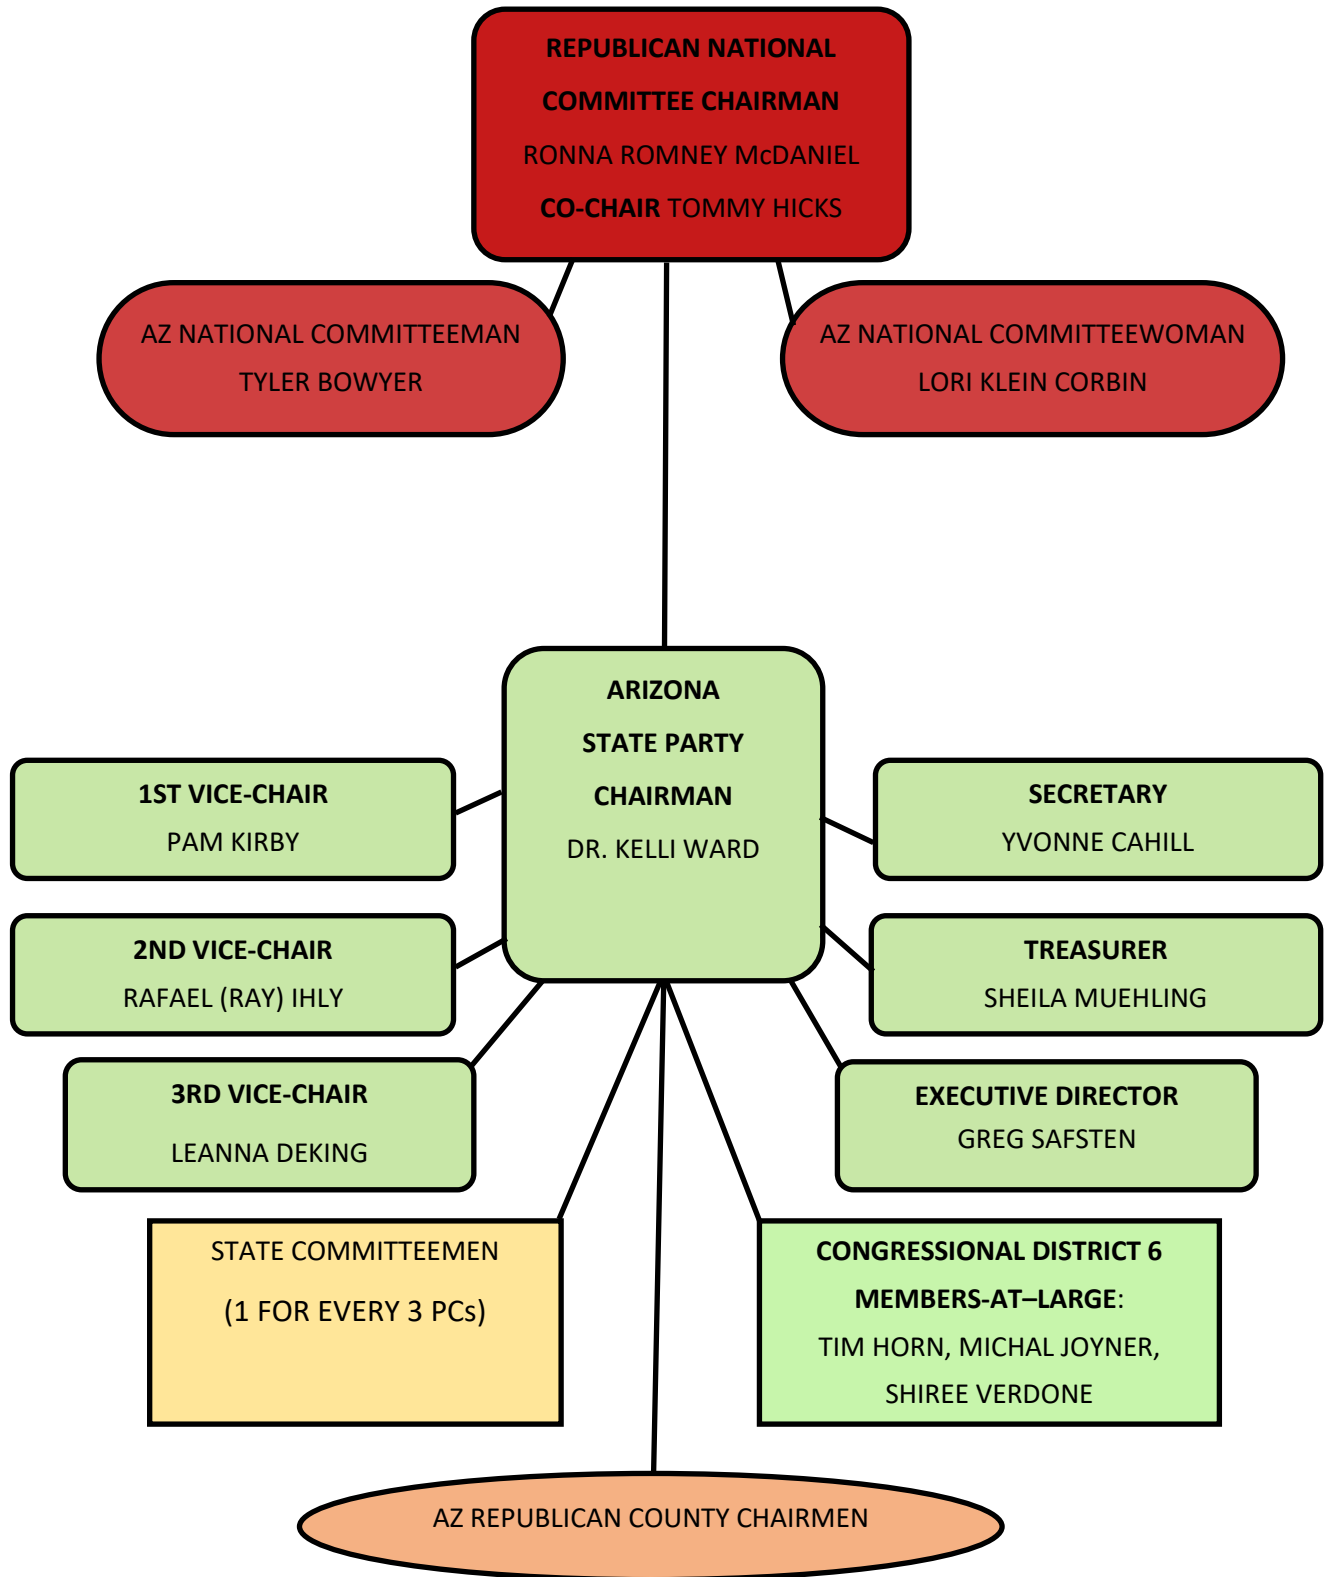 REPUBLICAN NATIONAL
COMMITTEE CHAIRMAN
RONNA ROMNEY McDANIEL
CO-CHAIR TOMMY HICKS
AZ NATIONAL COMMITTEEMAN
TYLER BOWYER
AZ NATIONAL COMMITTEEWOMAN
LORI KLEIN CORBIN
ARIZONA
STATE PARTY
CHAIRMAN
DR. KELLI WARD
1ST VICE-CHAIR
PAM KIRBY
SECRETARY
YVONNE CAHILL
2ND VICE-CHAIR
RAFAEL (RAY) IHLY
TREASURER
SHEILA MUEHLING
3RD VICE-CHAIR
LEANNA DEKING
EXECUTIVE DIRECTOR
GREG SAFSTEN
STATE COMMITTEEMEN
(1 FOR EVERY 3 PCs)
CONGRESSIONAL DISTRICT 6
MEMBERS-AT–LARGE:
TIM HORN, MICHAL JOYNER,
SHIREE VERDONE
AZ REPUBLICAN COUNTY CHAIRMEN